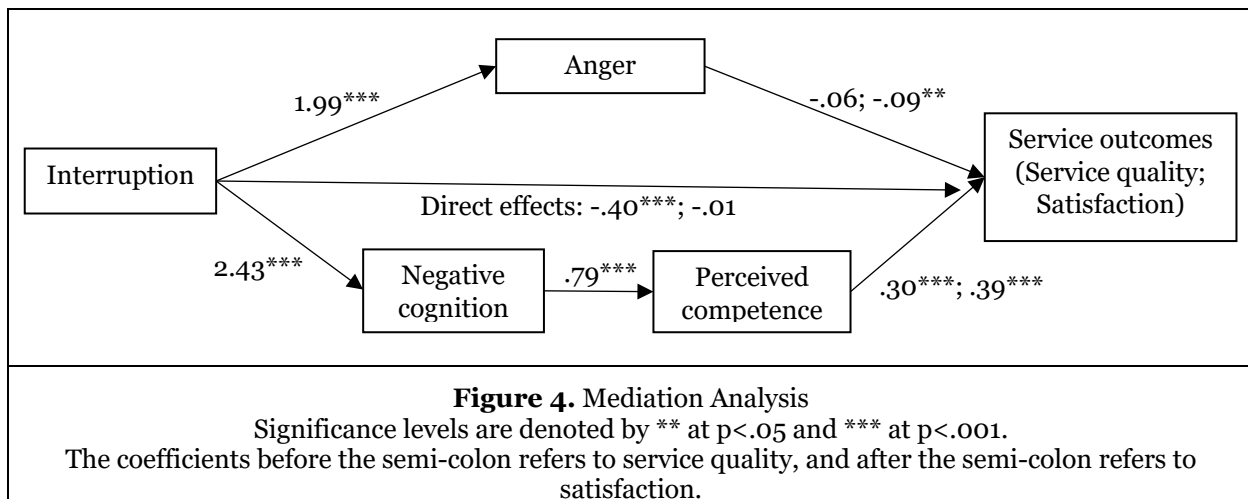 Anger
1.99***
-.06; -.09**
Interruption
Service outcomes
(Service quality;
Satisfaction)
Direct effects: -.40***; -.01
2.43***
Negative
cognition
.79***
Perceived
competence
.30***; .39***
Figure 4. Mediation Analysis
Significance levels are denoted by ** at p<.05 and *** at p<.001.
The coefficients before the semi-colon refers to service quality, and after the semi-colon refers to
satisfaction.